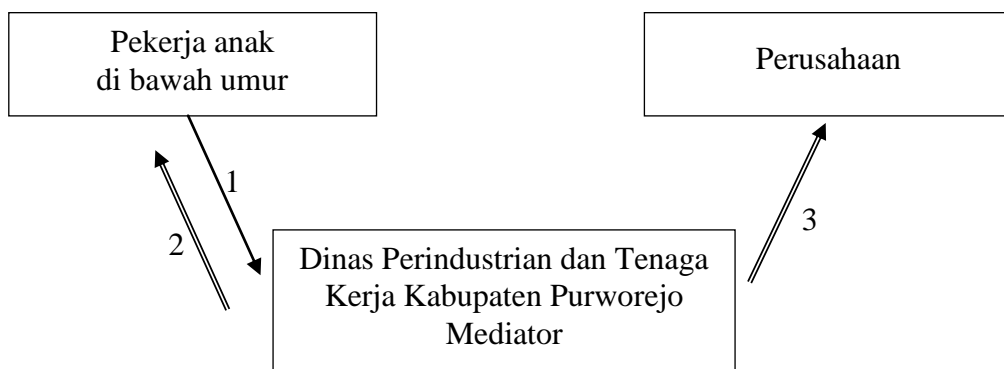 Pekerja anak
di bawah umur
Perusahaan
1
2
3
Dinas Perindustrian dan Tenaga
Kerja Kabupaten Purworejo
Mediator